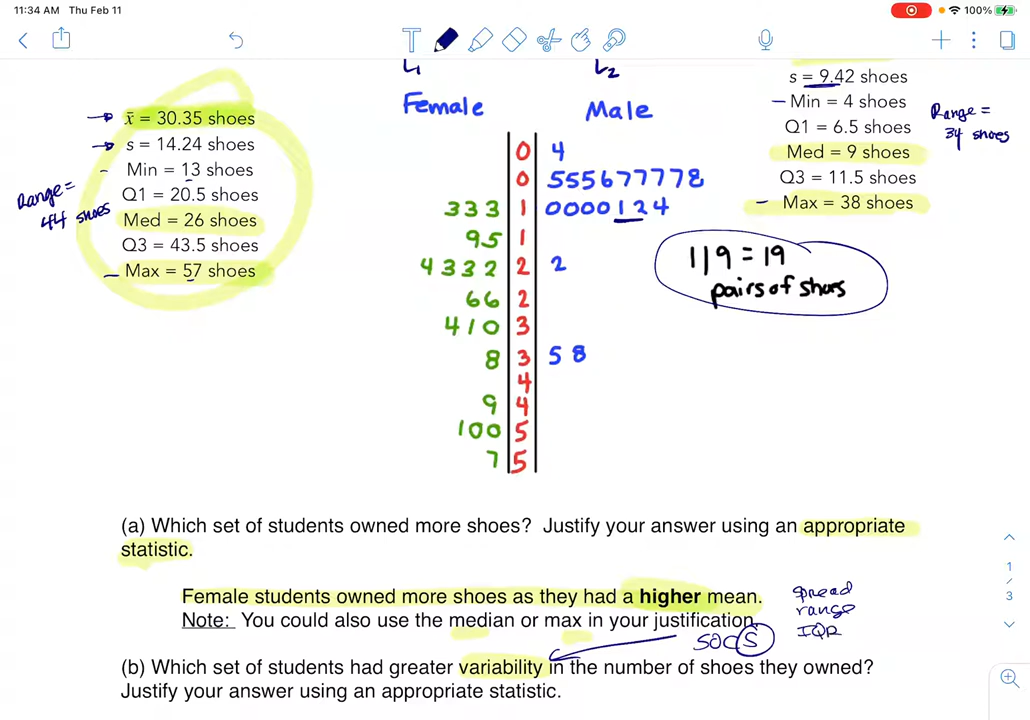 11:34 AM Thu Feb 11
100%
L1
L2
Female
Male
x̄ = 30.35 shoes
s = 14.24 shoes
Min = 13 shoes
Q1 = 20.5 shoes
Med = 26 shoes
Q3 = 43.5 shoes
Max = 57 shoes
Range =
44 shoes
0 4
0 555677778
333 1 0000124
95 1
4332 2 2
66 2
410 3
8 3 58
4
9 4
100 5
7 5
s = 9.42 shoes
Min = 4 shoes
Q1 = 6.5 shoes
Med = 9 shoes
Q3 = 11.5 shoes
Max = 38 shoes
Range =
34 shoes
1|9 = 19
pairs of shoes
(a) Which set of students owned more shoes? Justify your answer using an appropriate
statistic.
Female students owned more shoes as they had a higher mean.
Note: You could also use the median or max in your justification.
spread
range
IQR
SOCS
(b) Which set of students had greater variability in the number of shoes they owned?
Justify your answer using an appropriate statistic.
1
/
3